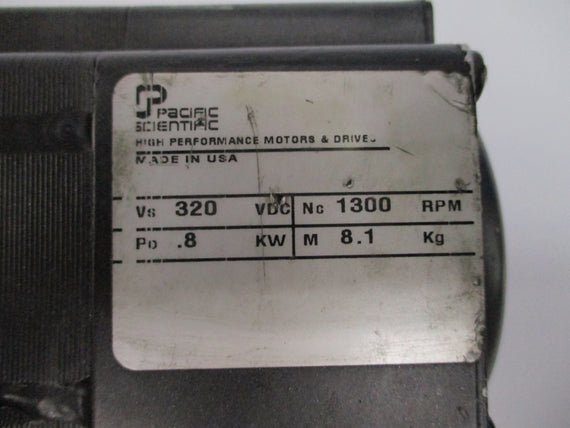 PACIFIC
SCIENTIFIC
HIGH PERFORMANCE MOTORS & DRIVES
MADE IN USA
Vs 320 VDC Nc 1300 RPM
PD .8 KW M 8.1 Kg